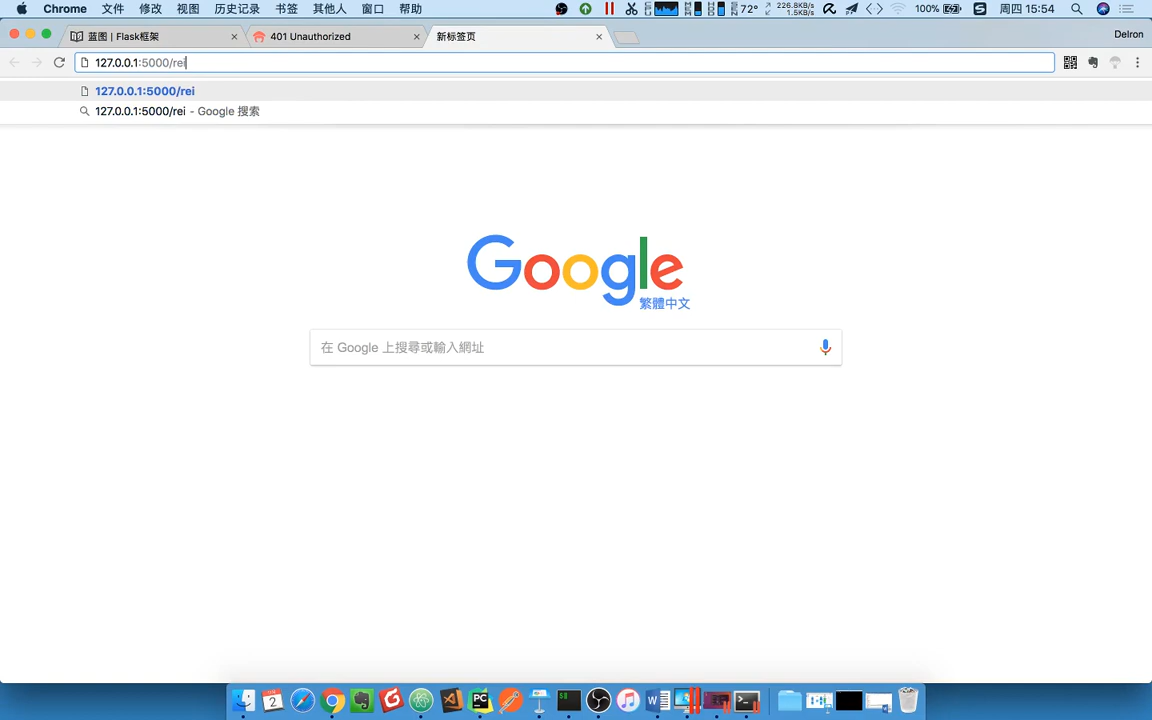 Chrome 文件 修改 视图 历史记录 书签 其他人 窗口 帮助 72° 226.8KB/s 1.5KB/s 100% 周四 15:54
蓝图 | Flask框架 401 Unauthorized 新标签页 Delron
127.0.0.1:5000/rei
127.0.0.1:5000/rei
127.0.0.1:5000/rei - Google 搜索
Google
繁體中文
在 Google 上搜尋或輸入網址
2 PC